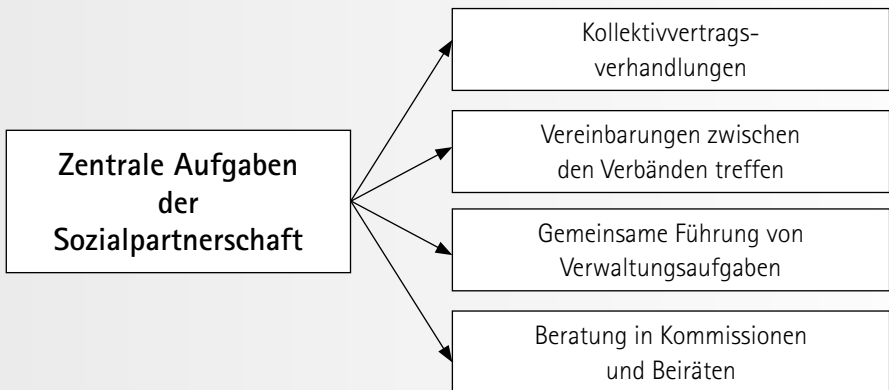 Zentrale Aufgaben
der
Sozialpartnerschaft
Kollektivvertrags-
verhandlungen
Vereinbarungen zwischen
den Verbänden treffen
Gemeinsame Führung von
Verwaltungsaufgaben
Beratung in Kommissionen
und Beiräten